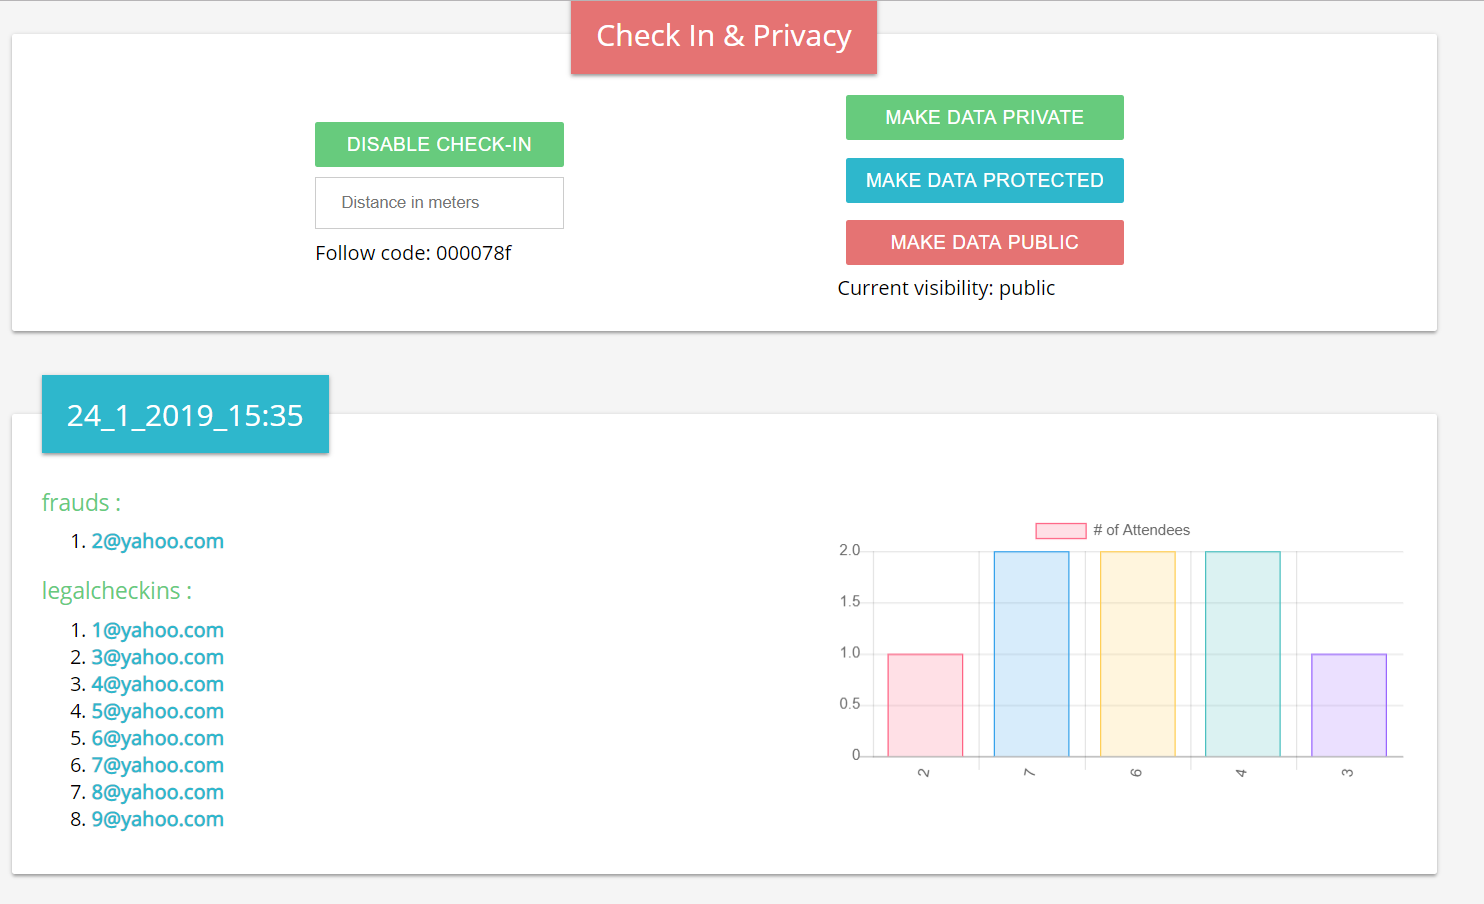 Check In & Privacy
DISABLE CHECK-IN
Distance in meters
Follow code: 000078f
MAKE DATA PRIVATE
MAKE DATA PROTECTED
MAKE DATA PUBLIC
Current visibility: public
24_1_2019_15:35
frauds :
1. 2@yahoo.com
legalcheckins :
1. 1@yahoo.com
2. 3@yahoo.com
3. 4@yahoo.com
4. 5@yahoo.com
5. 6@yahoo.com
6. 7@yahoo.com
7. 8@yahoo.com
8. 9@yahoo.com
# of Attendees
2.0
1.5
1.0
0.5
0
2 7 6 4 3